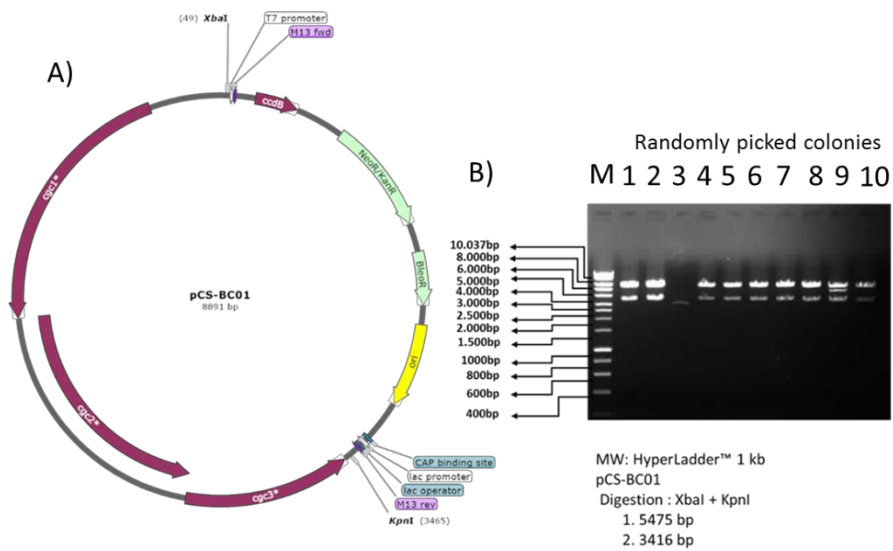 A)
(49) XbaI
T7 promoter
M13 fwd
ccdB
NeoR/KanR
BleoR
ori
CAP binding site
lac promoter
lac operator
M13 rev
KpnI (3465)
cgc3*
cgc2*
cgc1*
pCS-BC01
8891 bp
B)
Randomly picked colonies
M 1 2 3 4 5 6 7 8 9 10
10.037bp
8.000bp
6.000bp
5.000bp
4.000bp
3.000bp
2.500bp
2.000bp
1.500bp
1000bp
800bp
600bp
400bp
MW: HyperLadder™ 1 kb
pCS-BC01
Digestion : XbaI + KpnI
1. 5475 bp
2. 3416 bp